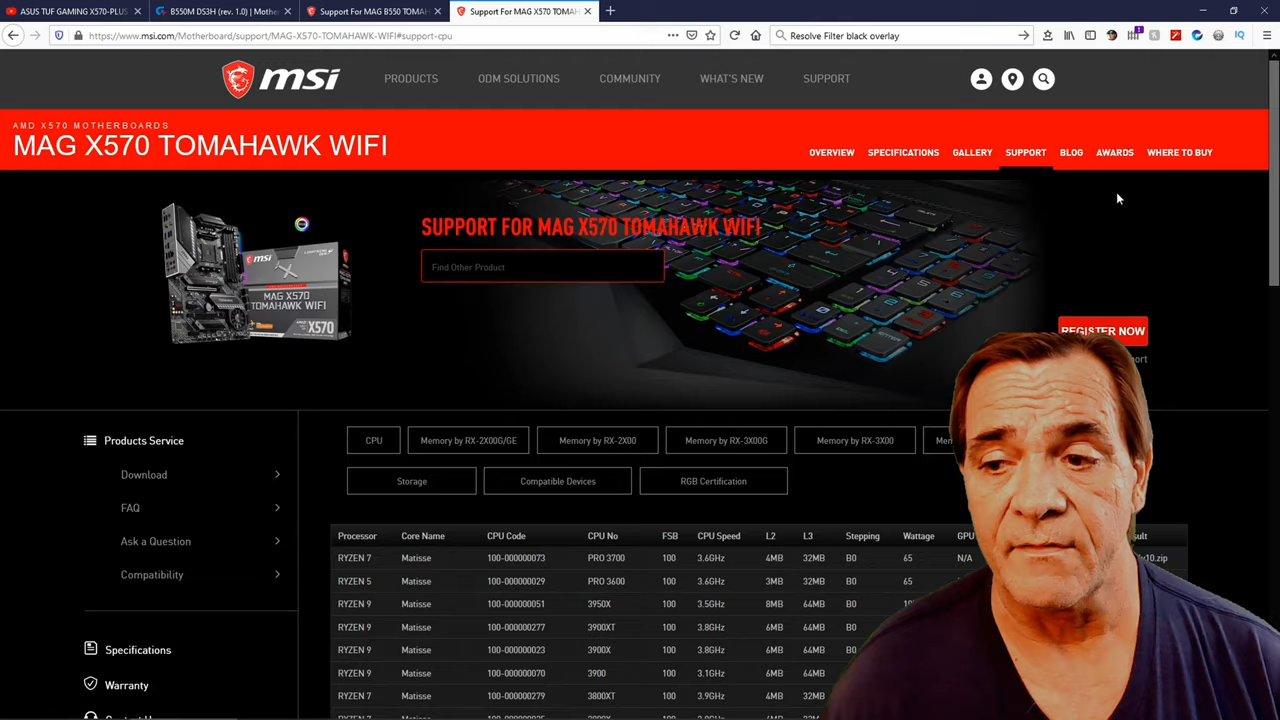 ASUS TUF GAMING X570-PLUS
B550M DS3H (rev. 1.0) | Mothe
Support For MAG B550 TOMAHAW
Support For MAG X570 TOMAHAW
https://www.msi.com/Motherboard/support/MAG-X570-TOMAHAWK-WIFI#support-cpu
Resolve Filter black overlay
msi
PRODUCTS
ODM SOLUTIONS
COMMUNITY
WHAT'S NEW
SUPPORT
AMD X570 MOTHERBOARDS
MAG X570 TOMAHAWK WIFI
OVERVIEW
SPECIFICATIONS
GALLERY
SUPPORT
BLOG
AWARDS
WHERE TO BUY
SUPPORT FOR MAG X570 TOMAHAWK WIFI
Find Other Product
msi
MAG X570
TOMAHAWK WIFI
X570
REGISTER NOW
Products Service
Download
FAQ
Ask a Question
Compatibility
Specifications
Warranty
CPU
Memory by RX-2X00G/GE
Memory by RX-2X00
Memory by RX-3X00G
Memory by RX-3X00
Storage
Compatible Devices
RGB Certification
Processor Core Name CPU Code CPU No FSB CPU Speed L2 L3 Stepping Wattage GPU
RYZEN 7 Matisse 100-000000073 PRO 3700 100 3.6GHz 4MB 32MB B0 65 N/A
RYZEN 5 Matisse 100-000000029 PRO 3600 100 3.6GHz 3MB 32MB B0 65
RYZEN 9 Matisse 100-000000051 3950X 100 3.5GHz 8MB 64MB B0
RYZEN 9 Matisse 100-000000277 3900XT 100 3.8GHz 6MB 64MB B0
RYZEN 9 Matisse 100-000000023 3900X 100 3.8GHz 6MB 64MB
RYZEN 9 Matisse 100-000000070 3900 100 3.1GHz 6MB 64MB
RYZEN 7 Matisse 100-000000279 3800XT 100 3.9GHz 4MB 32MB